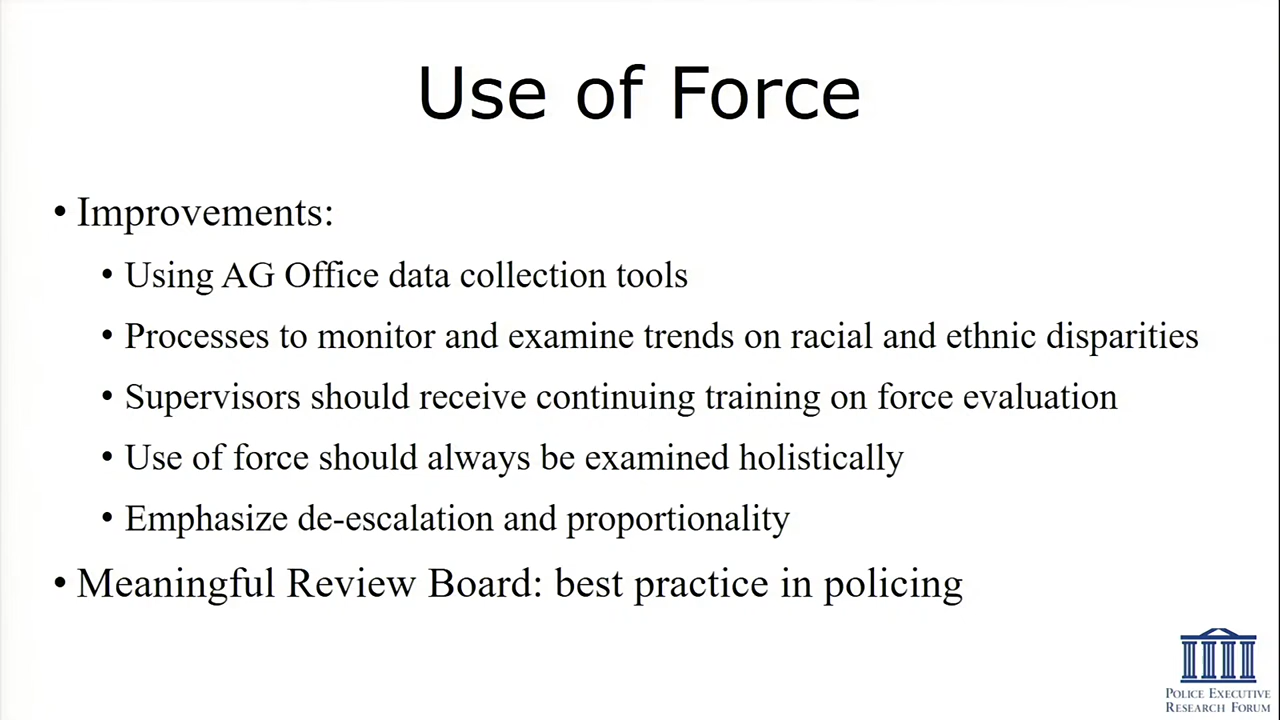 Use of Force
• Improvements:
• Using AG Office data collection tools
• Processes to monitor and examine trends on racial and ethnic disparities
• Supervisors should receive continuing training on force evaluation
• Use of force should always be examined holistically
• Emphasize de-escalation and proportionality
• Meaningful Review Board: best practice in policing
POLICE EXECUTIVE
RESEARCH FORUM